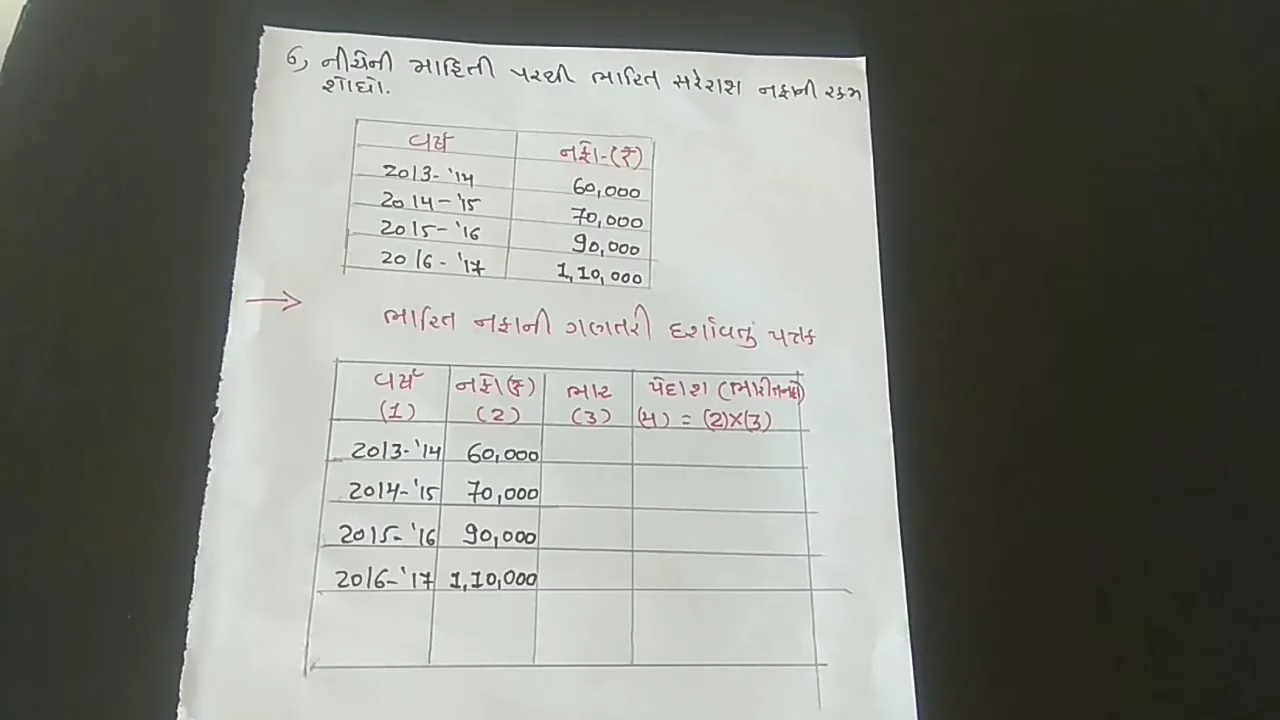 6, નીચેની માહિતી પરથી ભારિત સરેરાશ નફાની રકમ
શોધો.
વર્ષ નફો-(₹)
2013-'14 60,000
2014-'15 70,000
2015-'16 90,000
2016-'17 1,10,000
ભારિત નફાની ગણતરી દર્શાવતું પત્રક
વર્ષ નફો(₹) ભાર પેદાશ (ભારીતનફો)
(1) (2) (3) (4) = (2)X(3)
2013-'14 60,000
2014-'15 70,000
2015-'16 90,000
2016-'17 1,10,000